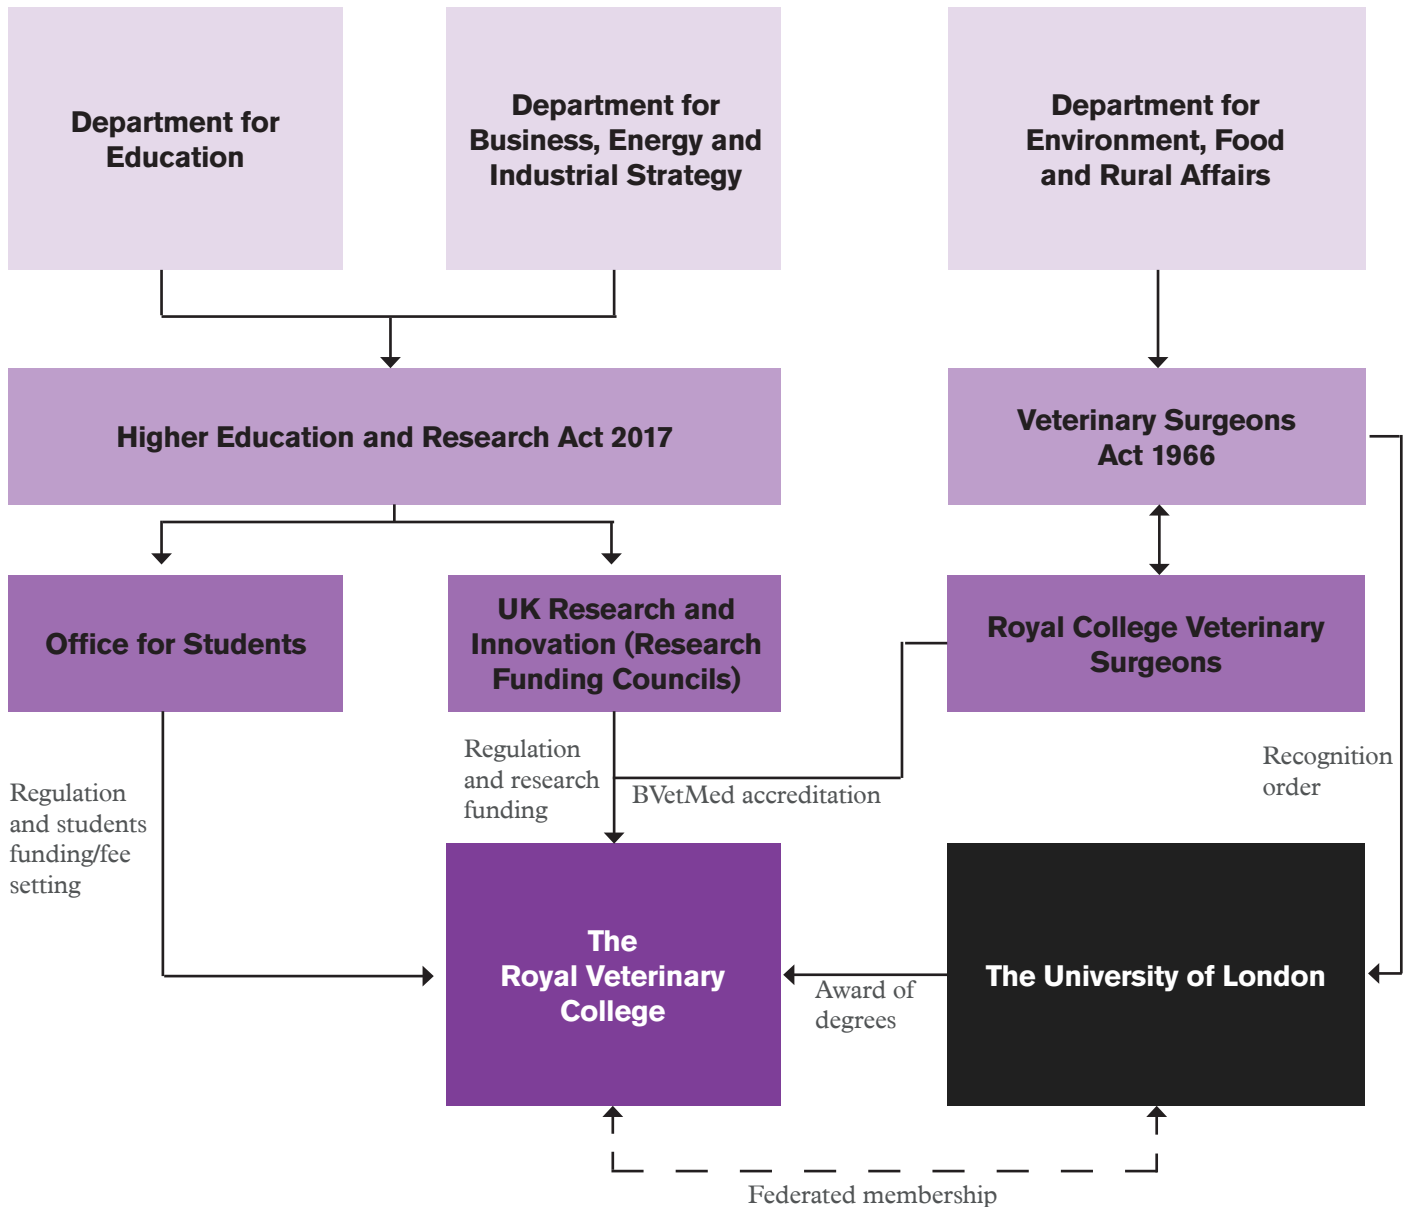 Department for
Education
Department for
Business, Energy and
Industrial Strategy
Department for
Environment, Food
and Rural Affairs
Higher Education and Research Act 2017
Veterinary Surgeons
Act 1966
Office for Students
UK Research and
Innovation (Research
Funding Councils)
Royal College Veterinary
Surgeons
Regulation
and students
funding/fee
setting
Regulation
and research
funding
BVetMed accreditation
Recognition
order
The
Royal Veterinary
College
Award of
degrees
The University of London
Federated membership